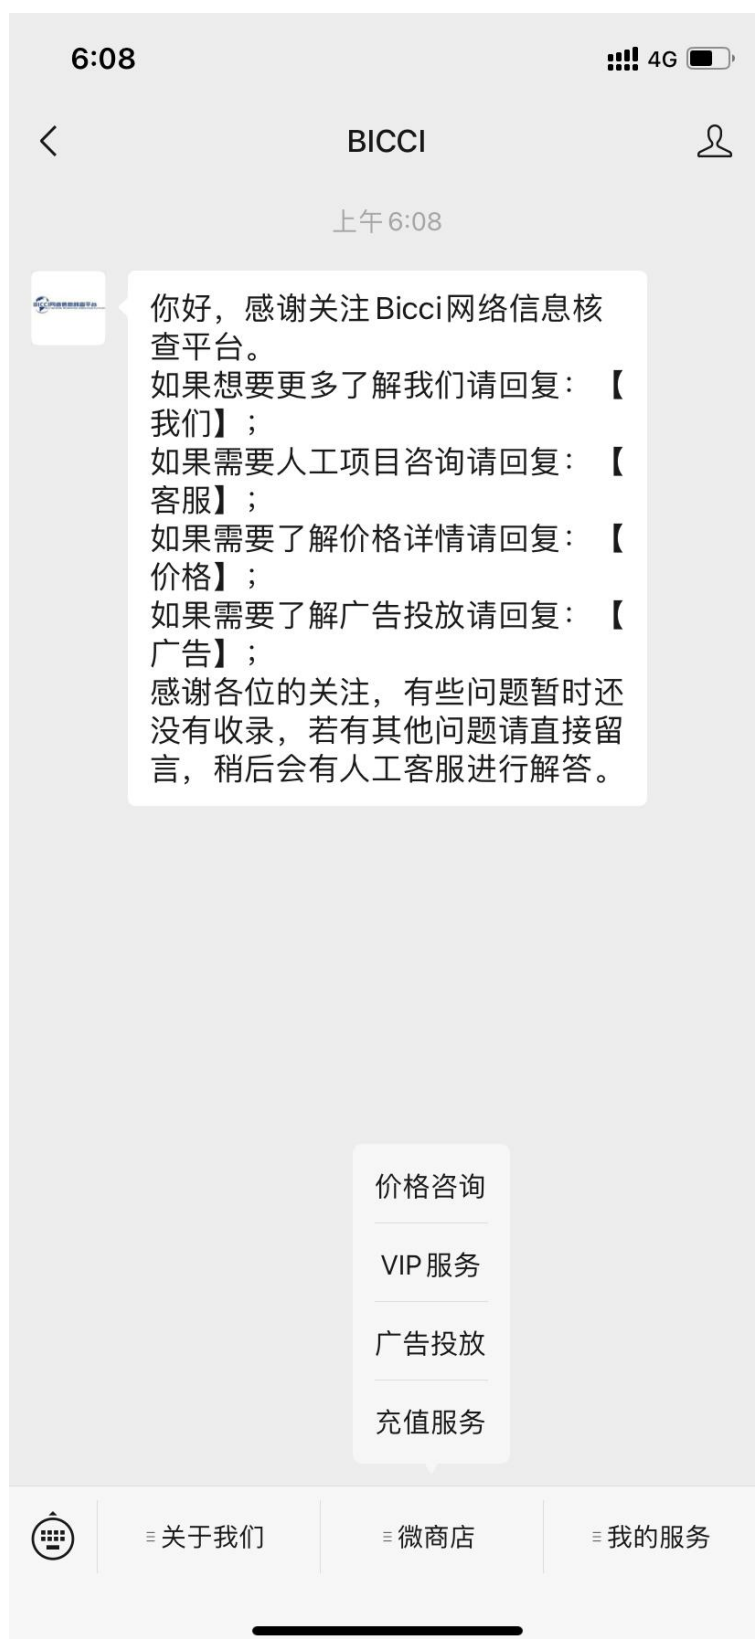 6:08
4G
BICCI
上午6:08
你好，感谢关注Bicci网络信息核
查平台。
如果想要更多了解我们请回复：【
我们】；
如果需要人工项目咨询请回复：【
客服】；
如果需要了解价格详情请回复：【
价格】；
如果需要了解广告投放请回复：【
广告】；
感谢各位的关注，有些问题暂时还
没有收录，若有其他问题请直接留
言，稍后会有人工客服进行解答。
价格咨询
VIP服务
广告投放
充值服务
关于我们
微商店
我的服务